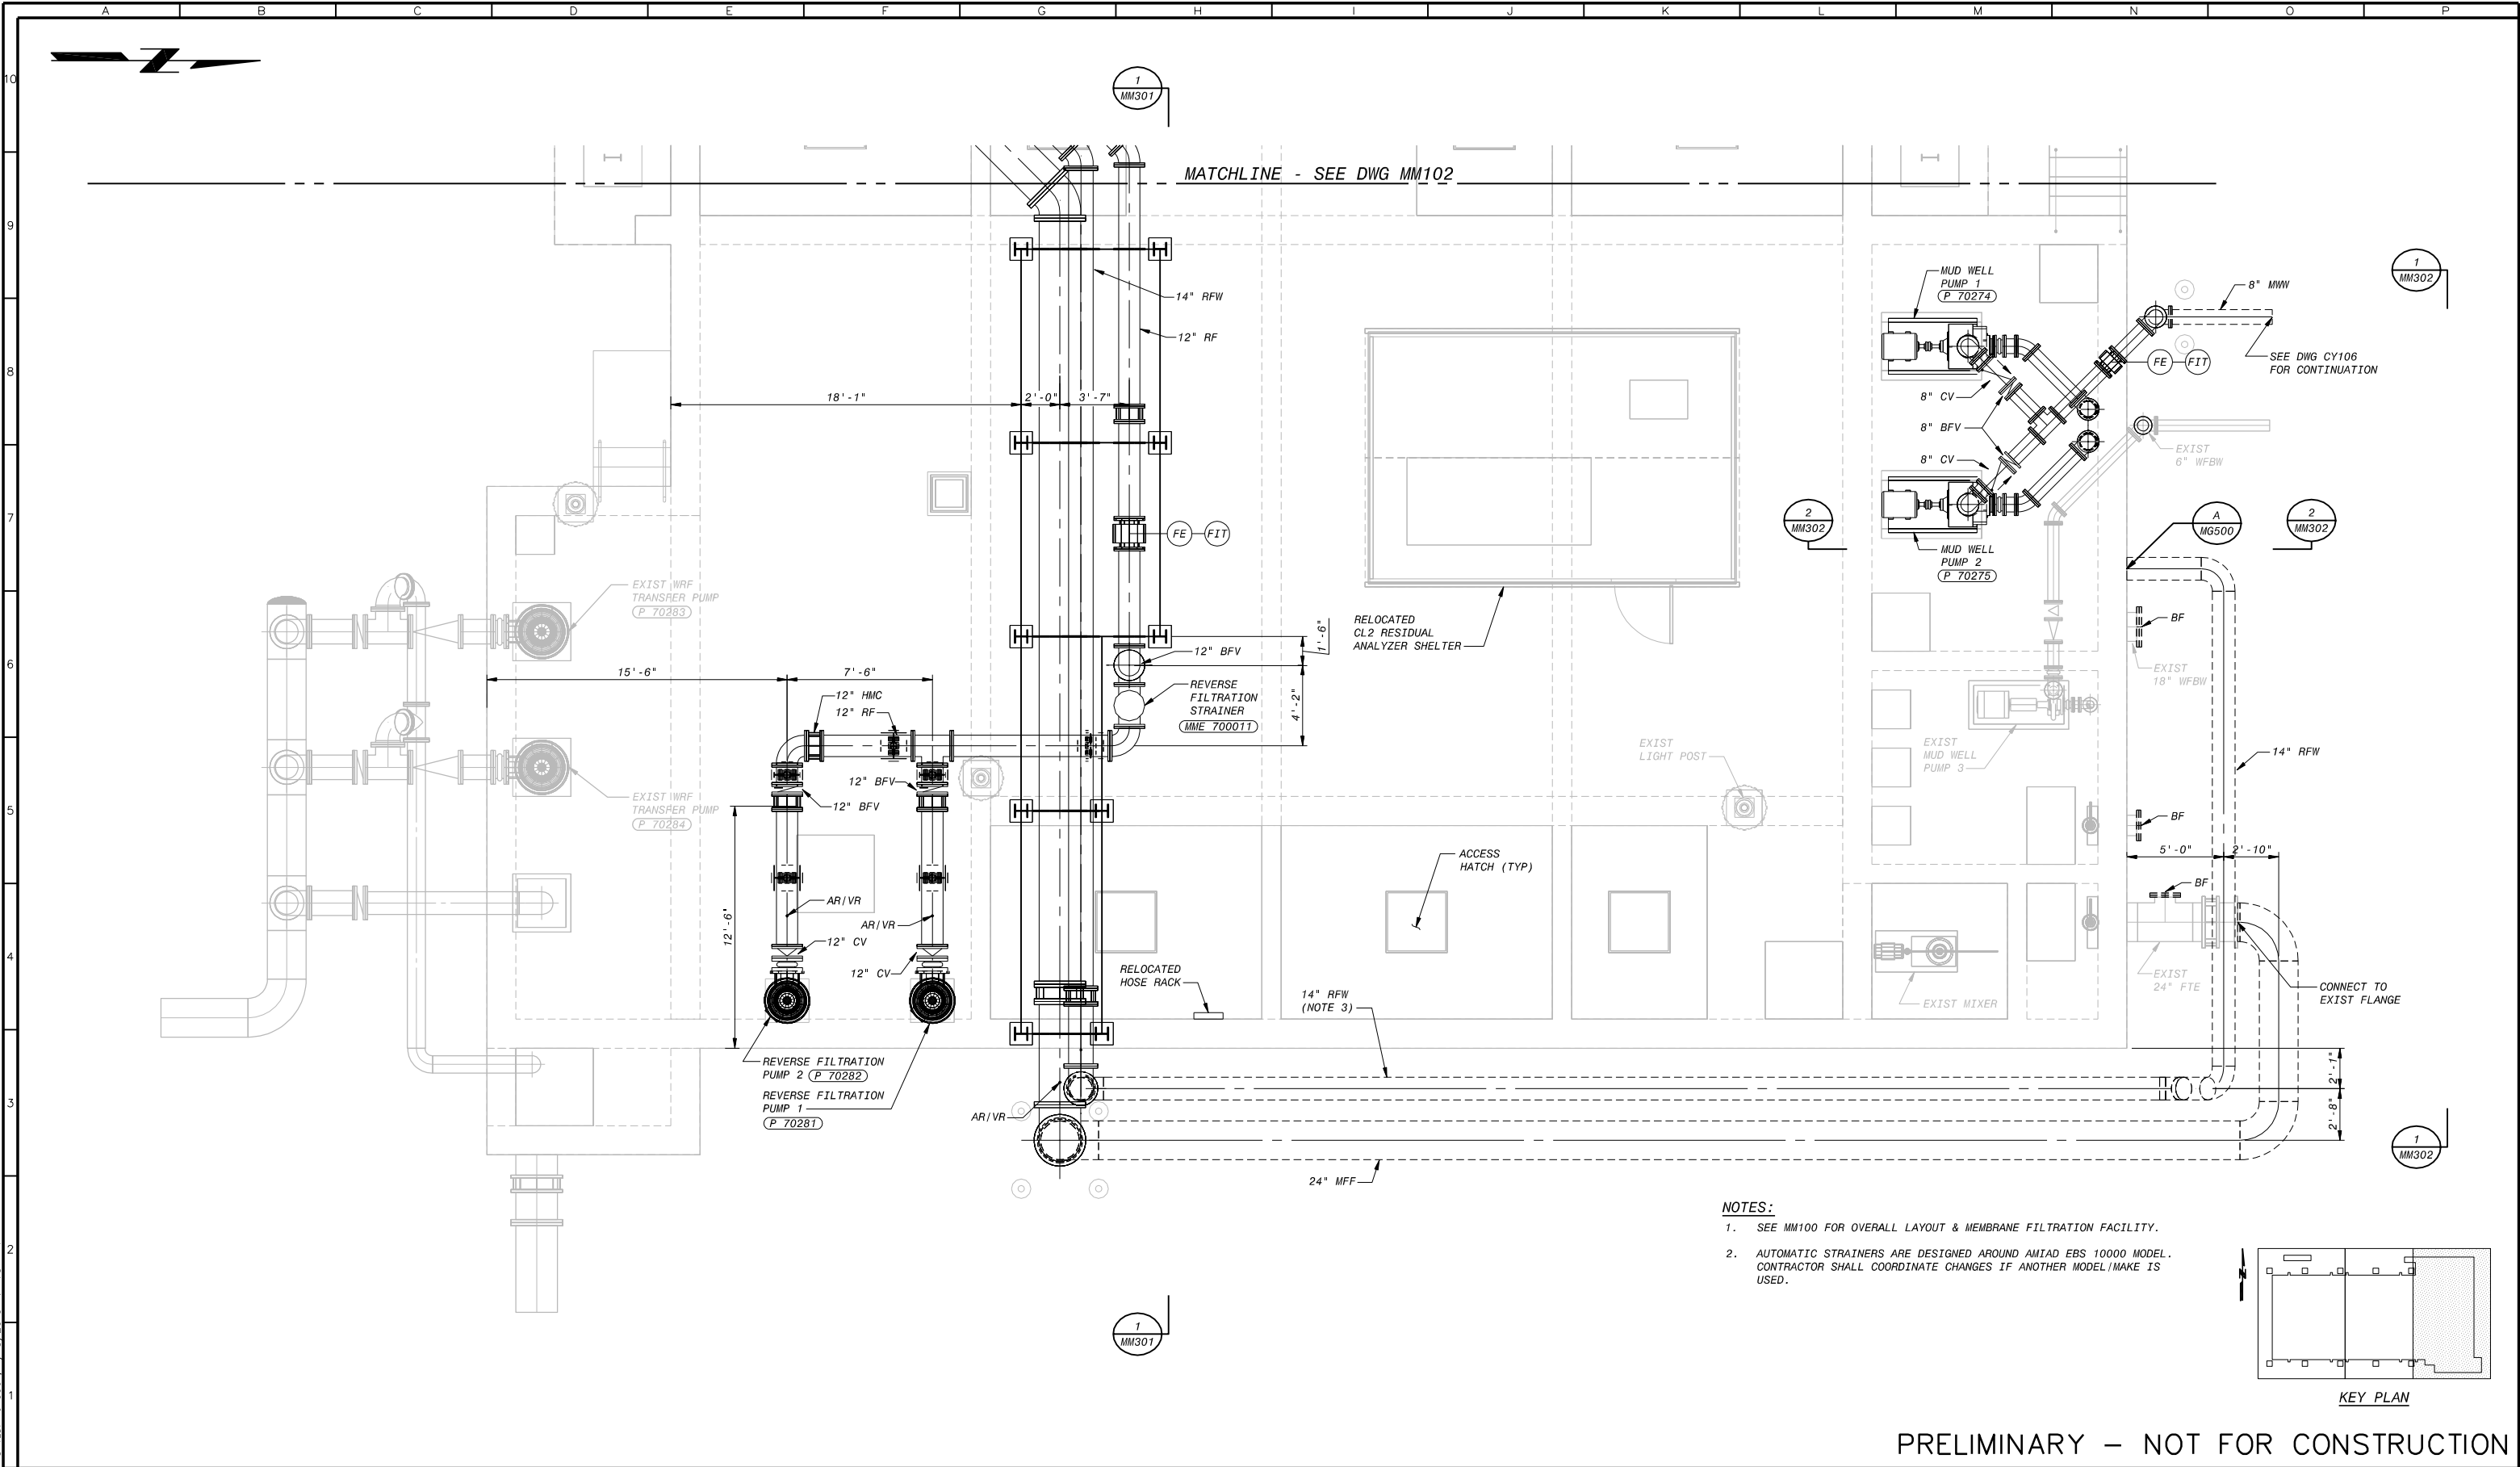 A B C D E F G H I J K L M N O P
10
9
8
7
6
5
4
3
2
1
1
MM301
MATCHLINE - SEE DWG MM102
14" RFW
12" RF
18'-1"
2'-0"
3'-7"
FE
FIT
MUD WELL
PUMP 1
P 70274
8" MWW
1
MM302
FE
FIT
SEE DWG CY106
FOR CONTINUATION
8" CV
8" BFV
8" CV
EXIST
6" WFBW
2
MM302
A
MG500
2
MM302
MUD WELL
PUMP 2
P 70275
EXIST WRF
TRANSFER PUMP
P 70283
RELOCATED
CL2 RESIDUAL
ANALYZER SHELTER
1'-6"
4'-2"
12" BFV
REVERSE
FILTRATION
STRAINER
MME 700011
BF
EXIST
18" WFBW
15'-6"
7'-6"
12" HMC
12" RF
EXIST
LIGHT POST
EXIST
MUD WELL
PUMP 3
14" RFW
12" BFV
12" BFV
EXIST WRF
TRANSFER PUMP
P 70284
BF
5'-0"
2'-10"
ACCESS
HATCH (TYP)
BF
12'-6"
AR/VR
AR/VR
12" CV
12" CV
RELOCATED
HOSE RACK
14" RFW
(NOTE 3)
EXIST MIXER
EXIST
24" FTE
CONNECT TO
EXIST FLANGE
REVERSE FILTRATION
PUMP 2 P 70282
REVERSE FILTRATION
PUMP 1
P 70281
AR/VR
2'-1"
2'-8"
24" MFF
1
MM302
NOTES:
1. SEE MM100 FOR OVERALL LAYOUT & MEMBRANE FILTRATION FACILITY.
2. AUTOMATIC STRAINERS ARE DESIGNED AROUND AMIAD EBS 10000 MODEL.
CONTRACTOR SHALL COORDINATE CHANGES IF ANOTHER MODEL/MAKE IS
USED.
1
MM301
N
KEY PLAN
PRELIMINARY – NOT FOR CONSTRUCTION